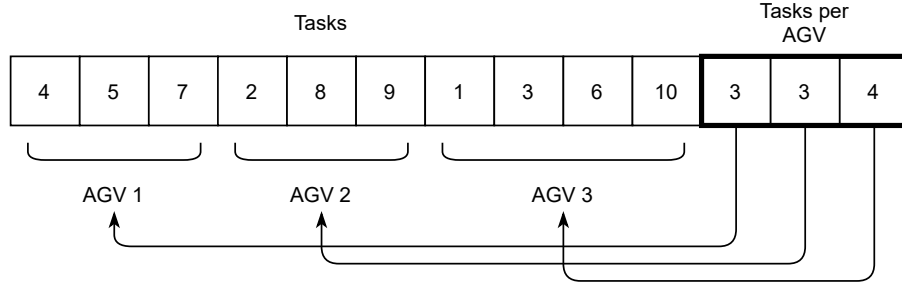 Tasks
Tasks per
AGV
4 5 7 2 8 9 1 3 6 10 3 3 4
AGV 1 AGV 2 AGV 3